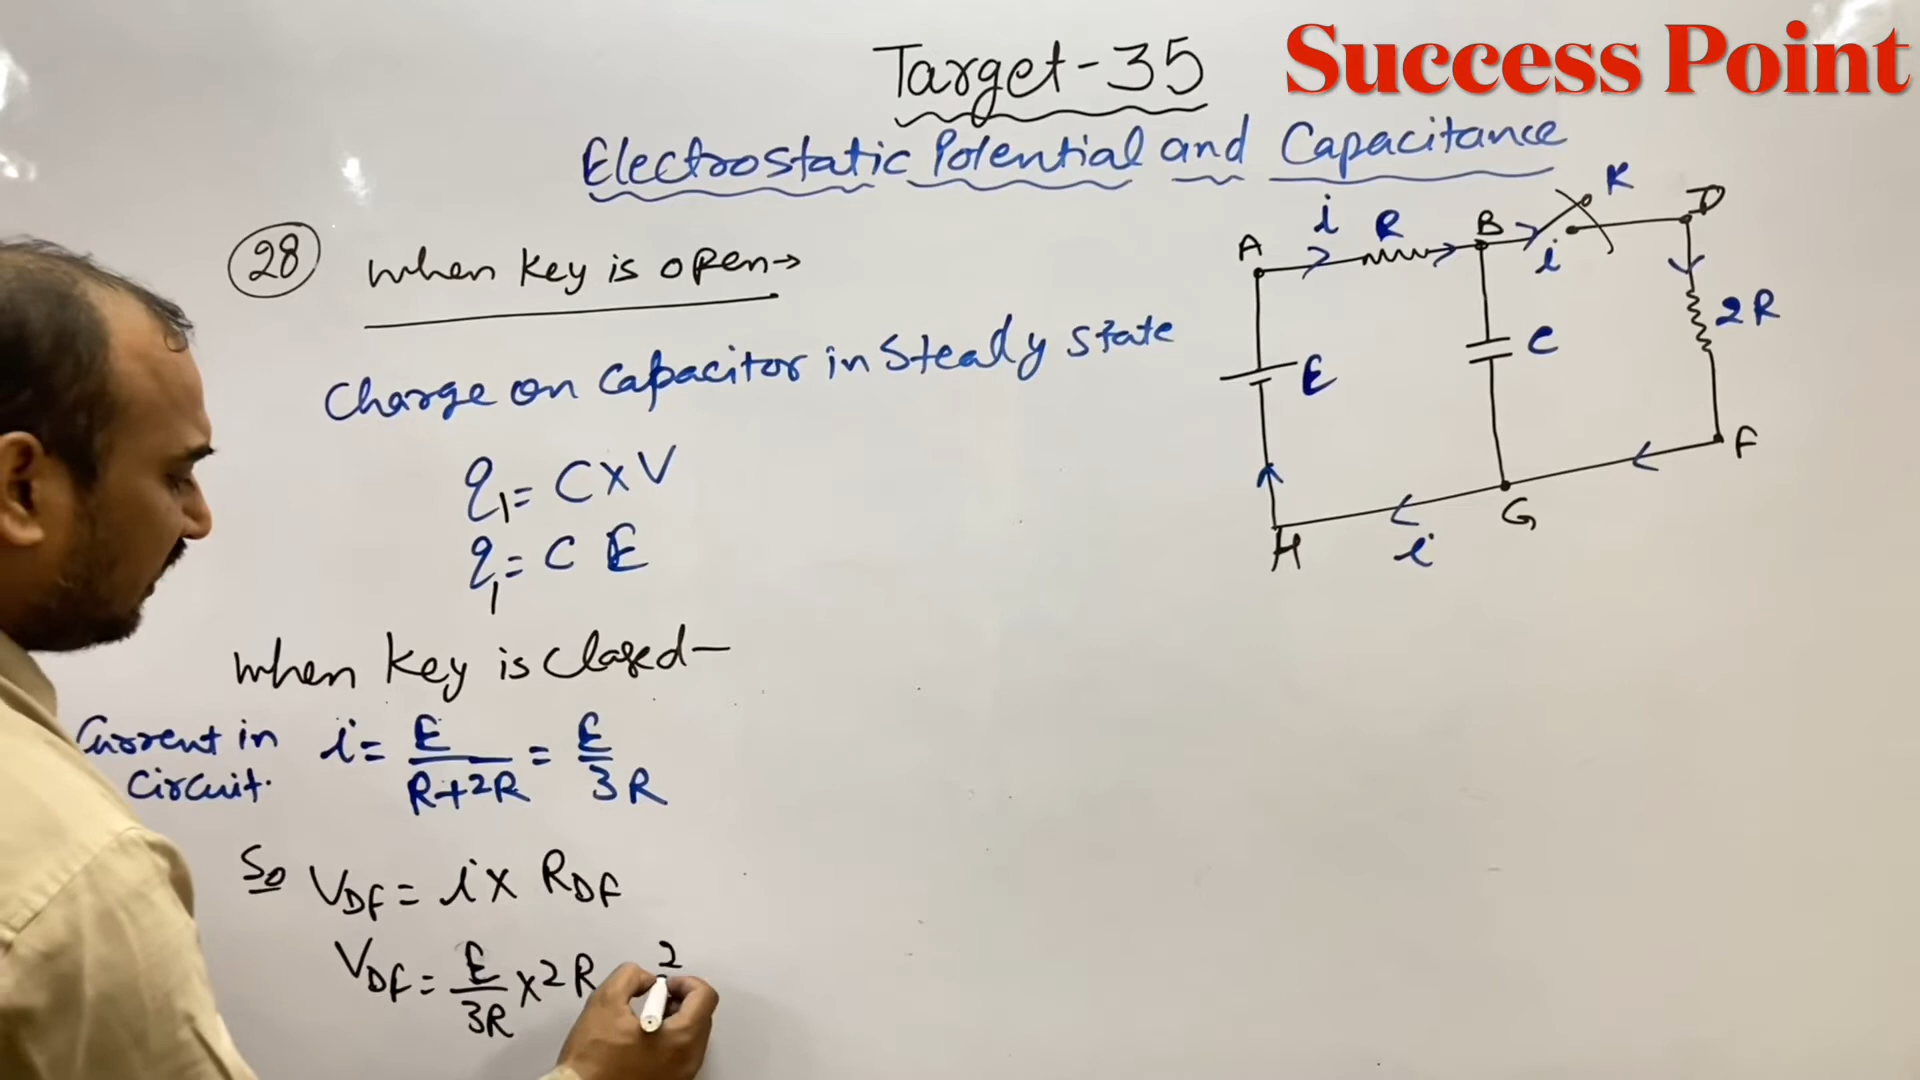 Target-35
Success Point
Electrostatic Potential and Capacitance
28 When key is open→
Charge on Capacitor in Steady state
q₁ = C×V
q₁ = C E
When key is Closed—
Current in circuit. i = E/(R+2R) = E/3R
So V_DF = i × R_DF
V_DF = E/3R × 2R 2
A i R B i K D
E C 2R
H i G F